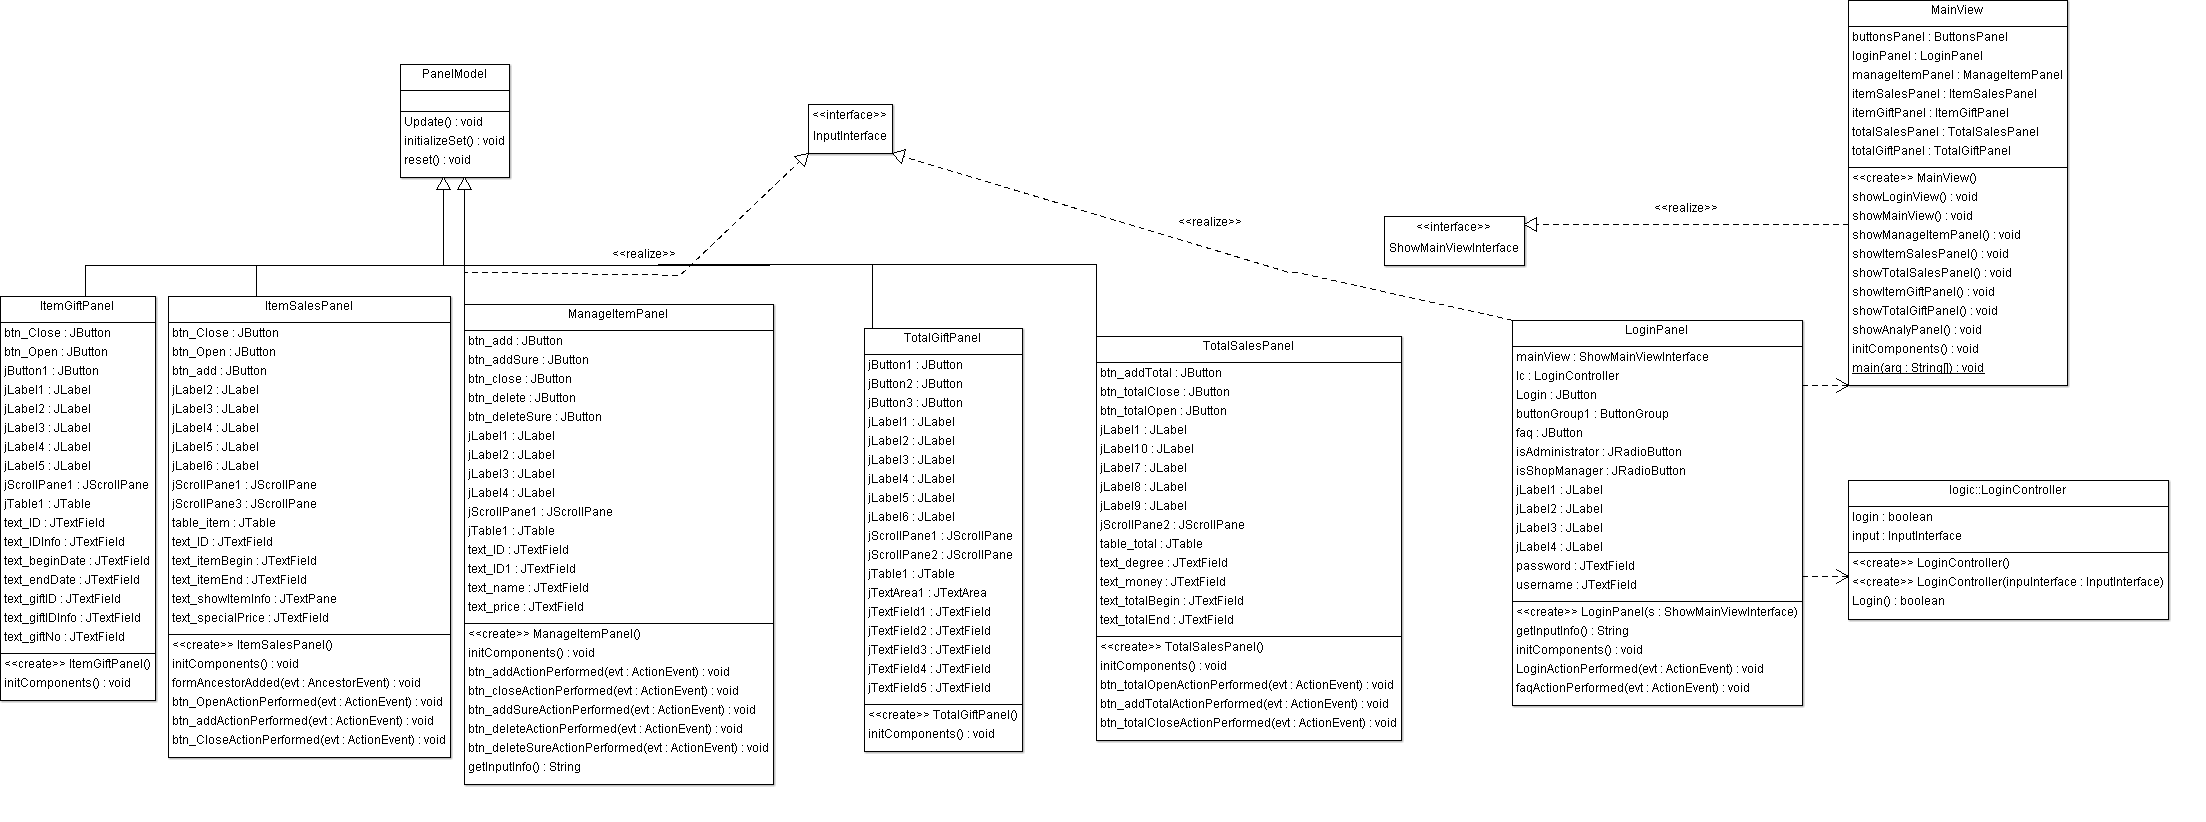 PanelModel
Update() : void
initializeSet() : void
reset() : void
<<interface>>
InputInterface
<<realize>>
<<realize>>
<<interface>>
ShowMainViewInterface
<<realize>>
MainView
buttonsPanel : ButtonsPanel
loginPanel : LoginPanel
manageItemPanel : ManageItemPanel
itemSalesPanel : ItemSalesPanel
itemGiftPanel : ItemGiftPanel
totalSalesPanel : TotalSalesPanel
totalGiftPanel : TotalGiftPanel
<<create>> MainView()
showLoginView() : void
showMainView() : void
showManageItemPanel() : void
showItemSalesPanel() : void
showTotalSalesPanel() : void
showItemGiftPanel() : void
showTotalGiftPanel() : void
showAnalyPanel() : void
initComponents() : void
main(arg : String[]) : void
ItemGiftPanel
btn_Close : JButton
btn_Open : JButton
jButton1 : JButton
jLabel1 : JLabel
jLabel2 : JLabel
jLabel3 : JLabel
jLabel4 : JLabel
jLabel5 : JLabel
jScrollPane1 : JScrollPane
jTable1 : JTable
text_ID : JTextField
text_IDInfo : JTextField
text_beginDate : JTextField
text_endDate : JTextField
text_giftID : JTextField
text_giftIDInfo : JTextField
text_giftNo : JTextField
<<create>> ItemGiftPanel()
initComponents() : void
ItemSalesPanel
btn_Close : JButton
btn_Open : JButton
btn_add : JButton
jLabel2 : JLabel
jLabel3 : JLabel
jLabel4 : JLabel
jLabel5 : JLabel
jLabel6 : JLabel
jScrollPane1 : JScrollPane
jScrollPane3 : JScrollPane
table_item : JTable
text_ID : JTextField
text_itemBegin : JTextField
text_itemEnd : JTextField
text_showItemInfo : JTextPane
text_specialPrice : JTextField
<<create>> ItemSalesPanel()
initComponents() : void
formAncestorAdded(evt : AncestorEvent) : void
btn_OpenActionPerformed(evt : ActionEvent) : void
btn_addActionPerformed(evt : ActionEvent) : void
btn_CloseActionPerformed(evt : ActionEvent) : void
ManageItemPanel
btn_add : JButton
btn_addSure : JButton
btn_close : JButton
btn_delete : JButton
btn_deleteSure : JButton
jLabel1 : JLabel
jLabel2 : JLabel
jLabel3 : JLabel
jLabel4 : JLabel
jScrollPane1 : JScrollPane
jTable1 : JTable
text_ID : JTextField
text_ID1 : JTextField
text_name : JTextField
text_price : JTextField
<<create>> ManageItemPanel()
initComponents() : void
btn_addActionPerformed(evt : ActionEvent) : void
btn_closeActionPerformed(evt : ActionEvent) : void
btn_addSureActionPerformed(evt : ActionEvent) : void
btn_deleteActionPerformed(evt : ActionEvent) : void
btn_deleteSureActionPerformed(evt : ActionEvent) : void
getInputInfo() : String
TotalGiftPanel
jButton1 : JButton
jButton2 : JButton
jButton3 : JButton
jLabel1 : JLabel
jLabel2 : JLabel
jLabel3 : JLabel
jLabel4 : JLabel
jLabel5 : JLabel
jLabel6 : JLabel
jScrollPane1 : JScrollPane
jScrollPane2 : JScrollPane
jTable1 : JTable
jTextArea1 : JTextArea
jTextField1 : JTextField
jTextField2 : JTextField
jTextField3 : JTextField
jTextField4 : JTextField
jTextField5 : JTextField
<<create>> TotalGiftPanel()
initComponents() : void
TotalSalesPanel
btn_addTotal : JButton
btn_totalClose : JButton
btn_totalOpen : JButton
jLabel1 : JLabel
jLabel10 : JLabel
jLabel7 : JLabel
jLabel8 : JLabel
jLabel9 : JLabel
jScrollPane2 : JScrollPane
table_total : JTable
text_degree : JTextField
text_money : JTextField
text_totalBegin : JTextField
text_totalEnd : JTextField
<<create>> TotalSalesPanel()
initComponents() : void
btn_totalOpenActionPerformed(evt : ActionEvent) : void
btn_addTotalActionPerformed(evt : ActionEvent) : void
btn_totalCloseActionPerformed(evt : ActionEvent) : void
LoginPanel
mainView : ShowMainViewInterface
lc : LoginController
Login : JButton
buttonGroup1 : ButtonGroup
faq : JButton
isAdministrator : JRadioButton
isShopManager : JRadioButton
jLabel1 : JLabel
jLabel2 : JLabel
jLabel3 : JLabel
jLabel4 : JLabel
password : JTextField
username : JTextField
<<create>> LoginPanel(s : ShowMainViewInterface)
getInputInfo() : String
initComponents() : void
LoginActionPerformed(evt : ActionEvent) : void
faqActionPerformed(evt : ActionEvent) : void
logic::LoginController
login : boolean
input : InputInterface
<<create>> LoginController()
<<create>> LoginController(inpuInterface : InputInterface)
Login() : boolean